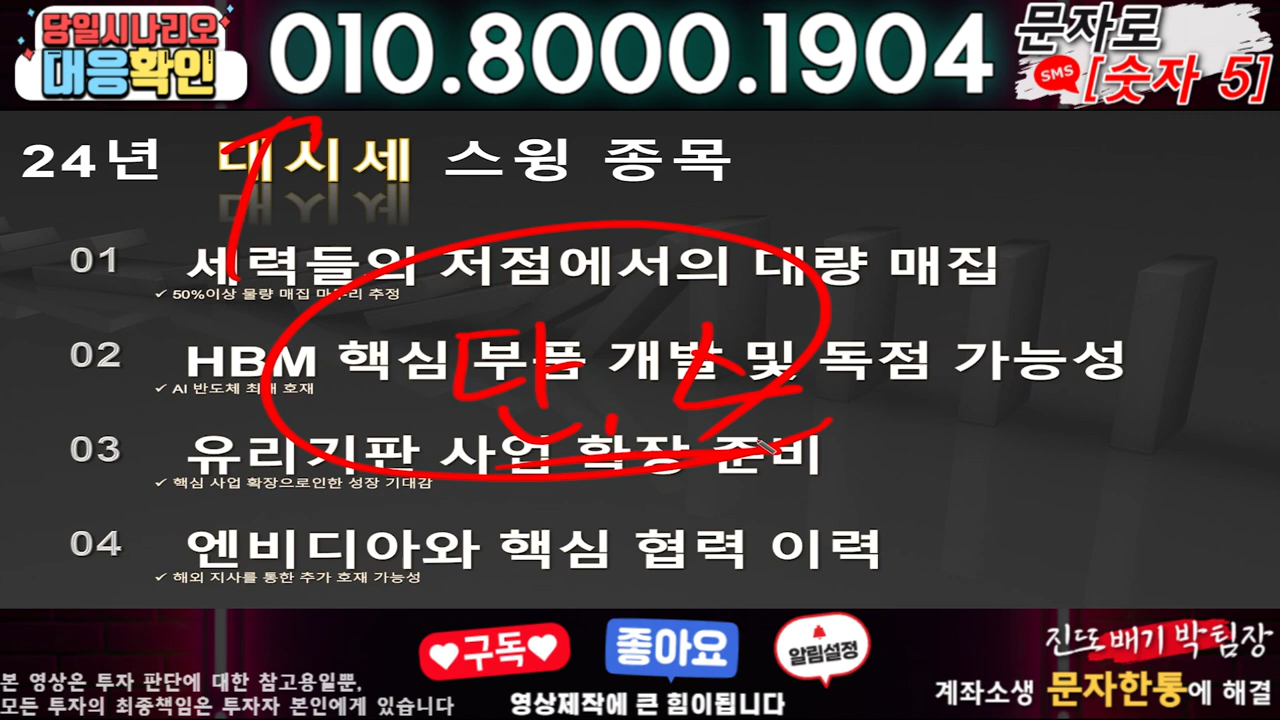 당일시나리오
대응확인
010.8000.1904
문자로
SMS
[숫자 5]
24년 대시세 스윙 종목
01 세력들의 저점에서의 대량 매집
✓ 50%이상 물량 매집 마무리 추정
02 HBM 핵심 부품 개발 및 독점 가능성
✓ AI 반도체 최대 호재
단.스
03 유리기판 사업 확장 준비
✓ 핵심 사업 확장으로인한 성장 기대감
04 엔비디아와 핵심 협력 이력
✓ 해외 지사를 통한 추가 호재 가능성
구독
좋아요
알림설정
영상제작에 큰 힘이됩니다
본 영상은 투자 판단에 대한 참고용일뿐,
모든 투자의 최종책임은 투자자 본인에게 있습니다
진또배기 박팀장
계좌소생 문자한통에 해결